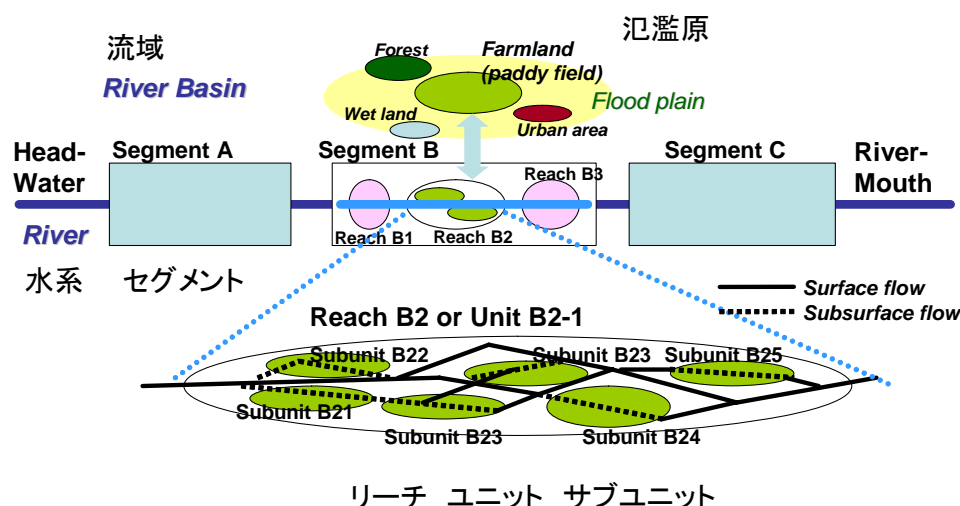 流域
River Basin
氾濫原
Forest
Farmland
(paddy field)
Flood plain
Wet land
Urban area
Head-
Water
Segment A
Segment B
Segment C
River-
Mouth
Reach B3
Reach B1
Reach B2
River
水系
セグメント
Surface flow
Subsurface flow
Reach B2 or Unit B2-1
Subunit B22
Subunit B23
Subunit B25
Subunit B21
Subunit B23
Subunit B24
リーチ ユニット サブユニット